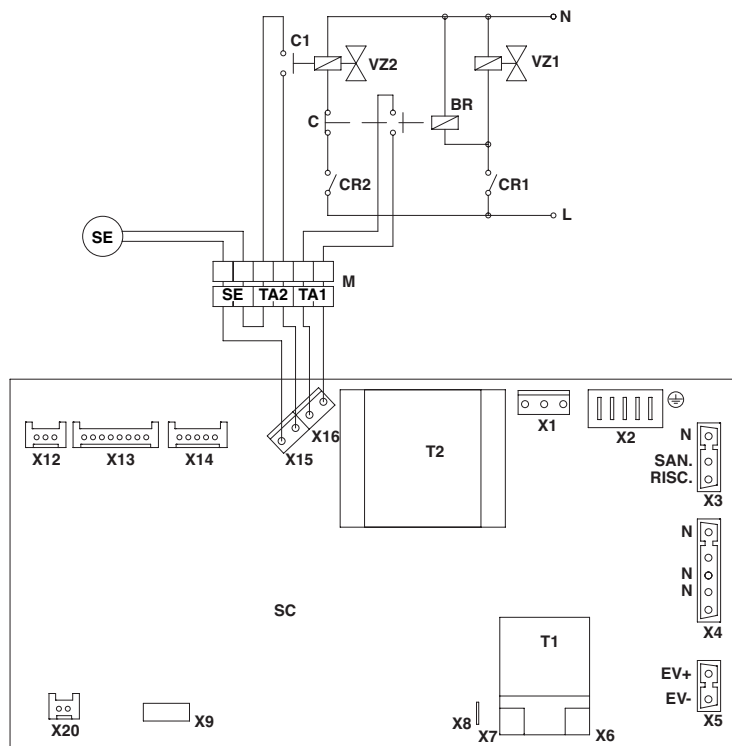 N
C1
VZ2
VZ1
BR
C
CR2
CR1
L
SE
M
SE TA2 TA1
X12
X13
X14
X15
X16
T2
X1
X2
N
SAN.
RISC.
X3
N
N
N
X4
SC
T1
EV+
EV-
X5
X20
X9
X8
X7
X6